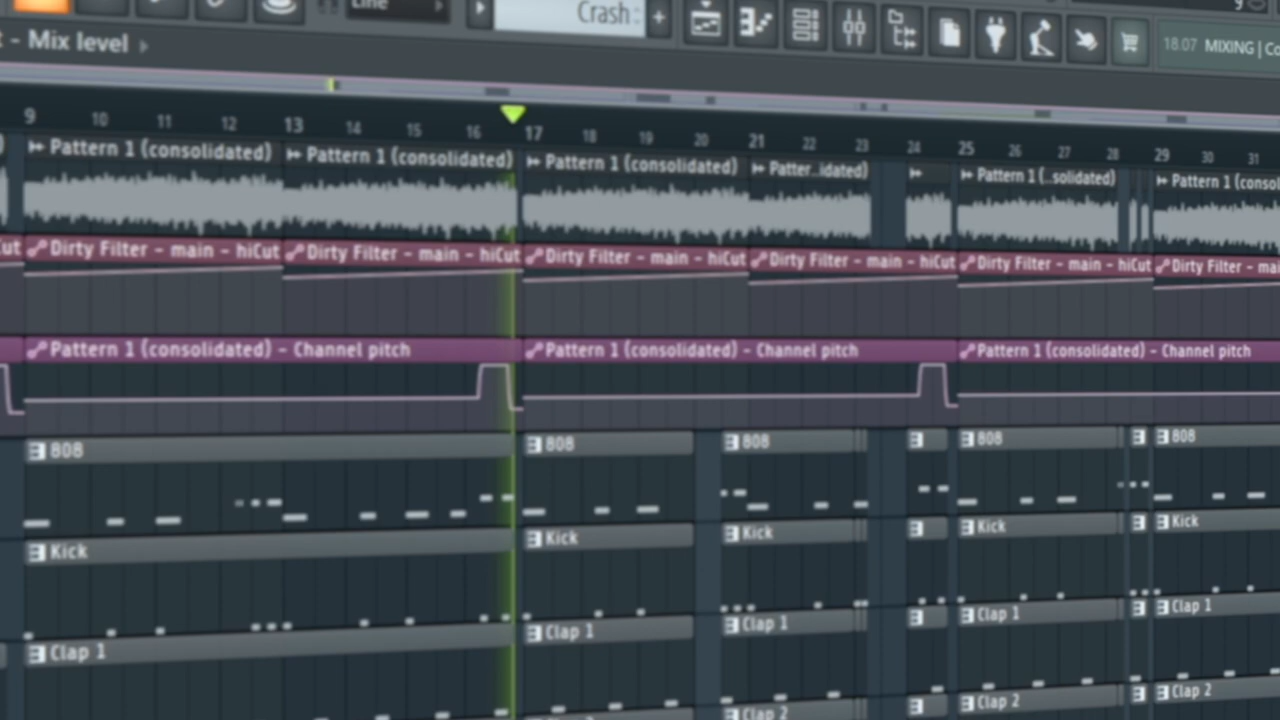 Line
Crash
18.07 MIXING | Co
t - Mix level
9 10 11 12 13 14 15 16 17 18 19 20 21 22 23 24 25 26 27 28 29 30 31
Pattern 1 (consolidated) Pattern 1 (consolidated) Pattern 1 (consolidated) Patter..idated) Pattern 1 (..solidated) Pattern 1 (consol
Cut Dirty Filter - main - hiCut Dirty Filter - main - hiCut Dirty Filter - main - hiCut Dirty Filter - main - hiCut Dirty Filter - main - hiCut Dirty Filter - ma
Pattern 1 (consolidated) - Channel pitch Pattern 1 (consolidated) - Channel pitch Pattern 1 (consolidated) - Channel pitch
808 808 808 808 808
Kick Kick Kick Kick Kick
Clap 1 Clap 1 Clap 1 Clap 1 Clap 1
Clap 2 Clap 2 Clap 2